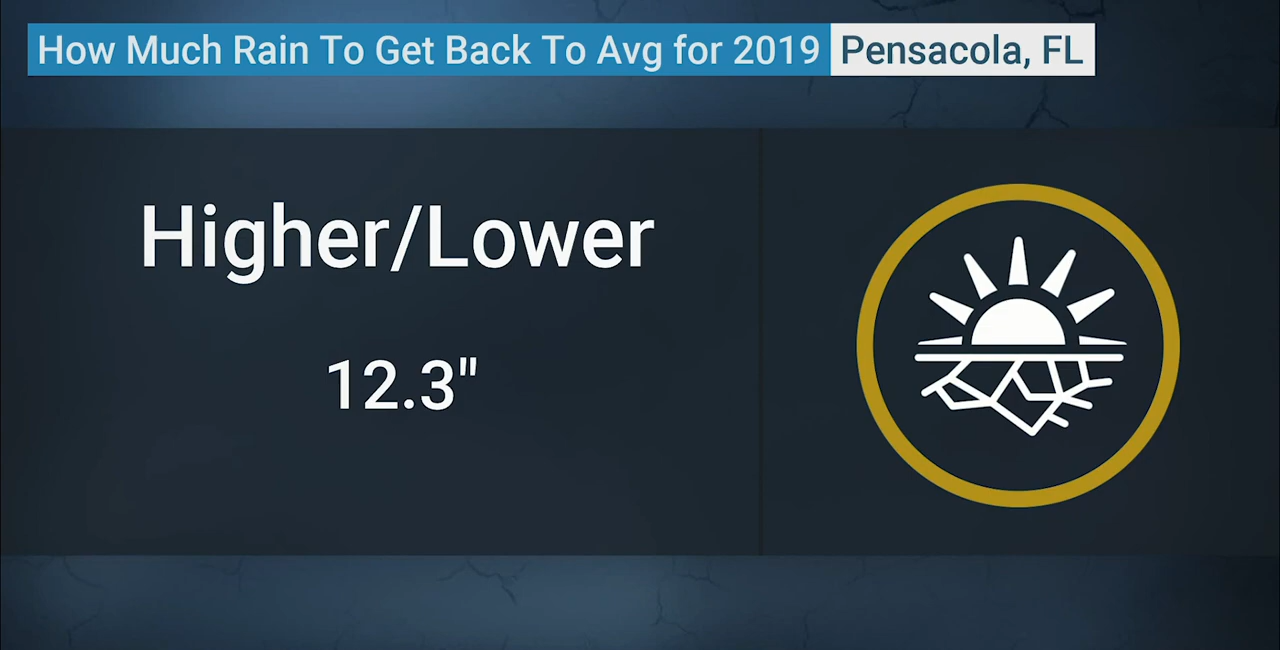 How Much Rain To Get Back To Avg for 2019 Pensacola, FL
Higher/Lower
12.3"